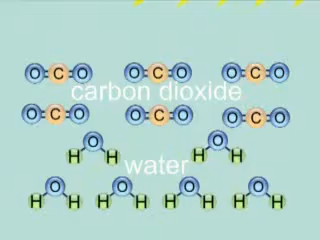 O=C=O O=C=O O=C=O
carbon dioxide
O=C=O O=C=O O=C=O
O O
H H H H
water
O O O O
H H H H H H H H